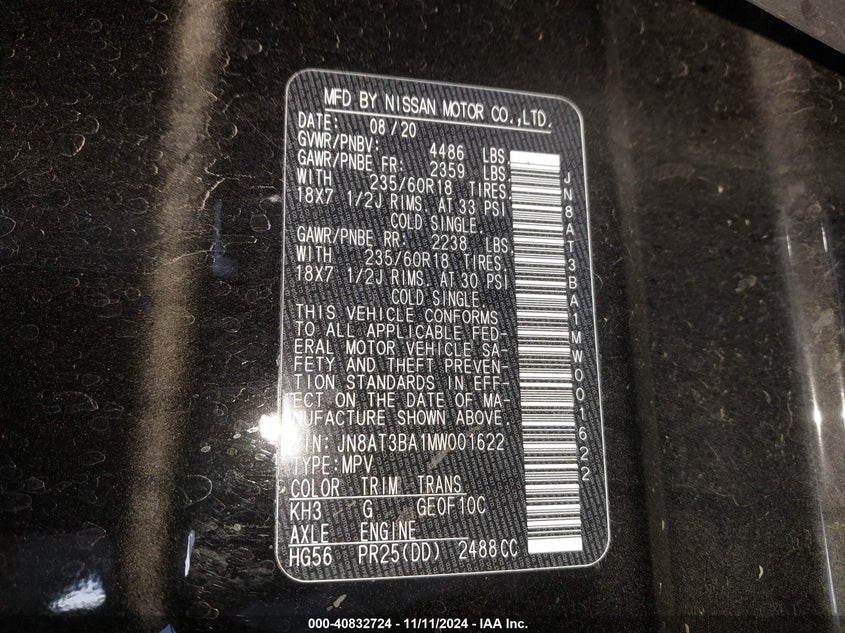 MFD BY NISSAN MOTOR CO.,LTD.
DATE: 08/20
GVWR/PNBV: 4486 LBS.
GAWR/PNBE FR: 2359 LBS
WITH 235/60R18 TIRES.
18X7 1/2J RIMS. AT 33 PSI
COLD SINGLE.
GAWR/PNBE RR: 2238 LBS
WITH 235/60R18 TIRES.
18X7 1/2J RIMS. AT 30 PSI
COLD SINGLE.
THIS VEHICLE CONFORMS
TO ALL APPLICABLE FED-
ERAL MOTOR VEHICLE SA-
FETY AND THEFT PREVEN-
TION STANDARDS IN EFF-
ECT ON THE DATE OF MA-
NUFACTURE SHOWN ABOVE.
VIN: JN8AT3BA1MW001622
TYPE:MPV
COLOR TRIM TRANS
KH3 G GE0F10C
AXLE ENGINE
HG56 PR25(DD) 2488CC
JN8AT3BA1MW001622
000-40832724 - 11/11/2024 - IAA Inc.